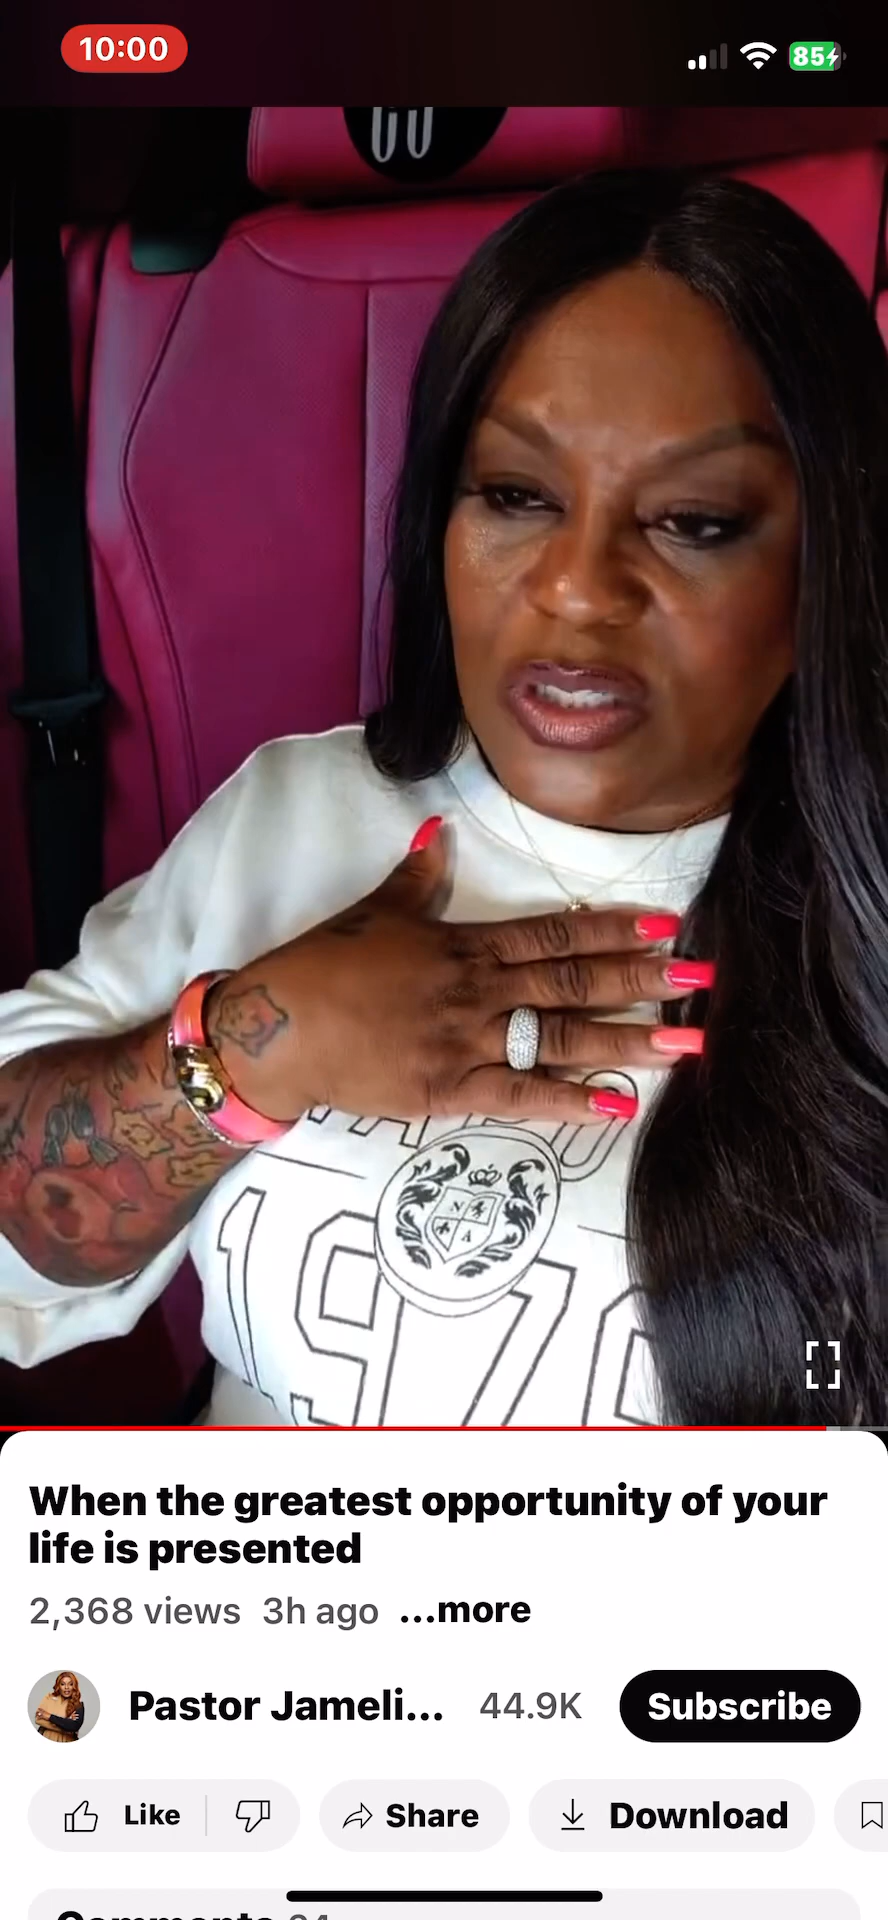 10:00
85
197
N
A
When the greatest opportunity of your
life is presented
2,368 views 3h ago ...more
Pastor Jameli... 44.9K Subscribe
Like Share Download